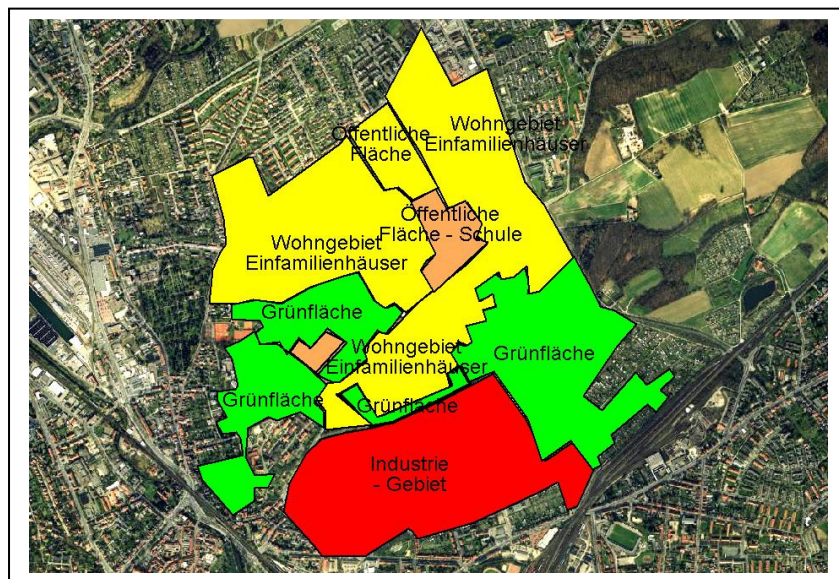 Öffentliche
Fläche
Wohngebiet
Einfamilienhäuser
Öffentliche
Fläche - Schule
Wohngebiet
Einfamilienhäuser
Grünfläche
Wohngebiet
Einfamilienhäuser
Grünfläche
Grünfläche
Grünfläche
Industrie
- Gebiet